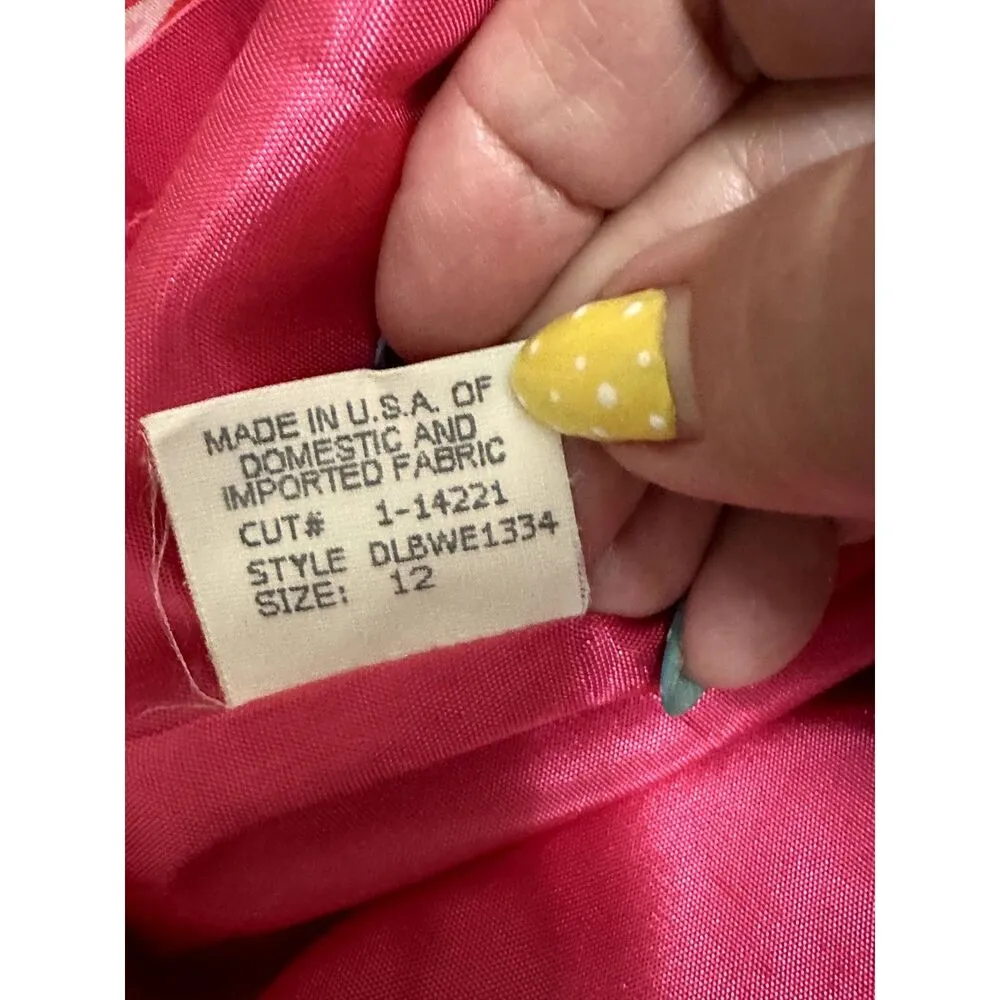 MADE IN U.S.A. OF
DOMESTIC AND
IMPORTED FABRIC
CUT# 1-14221
STYLE DLBWE1334
SIZE: 12